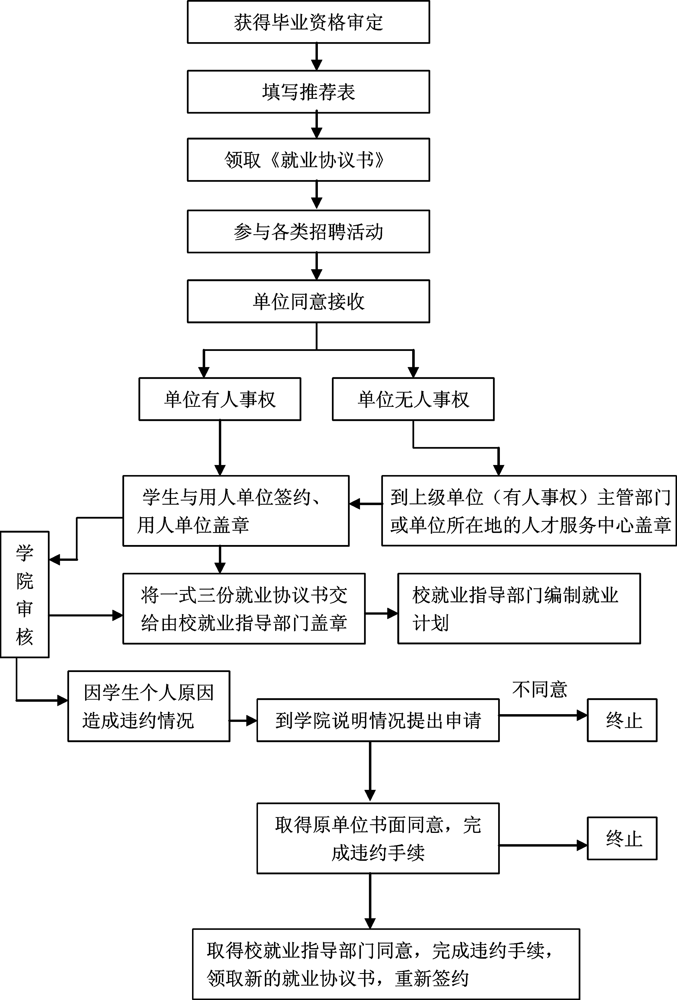 获得毕业资格审定
填写推荐表
领取《就业协议书》
参与各类招聘活动
单位同意接收
单位有人事权
单位无人事权
学生与用人单位签约、
用人单位盖章
到上级单位（有人事权）主管部门
或单位所在地的人才服务中心盖章
学
院
审
核
将一式三份就业协议书交
给由校就业指导部门盖章
校就业指导部门编制就业
计划
因学生个人原因
造成违约情况
到学院说明情况提出申请
不同意
终止
取得原单位书面同意，完
成违约手续
终止
取得校就业指导部门同意，完成违约手续，
领取新的就业协议书，重新签约